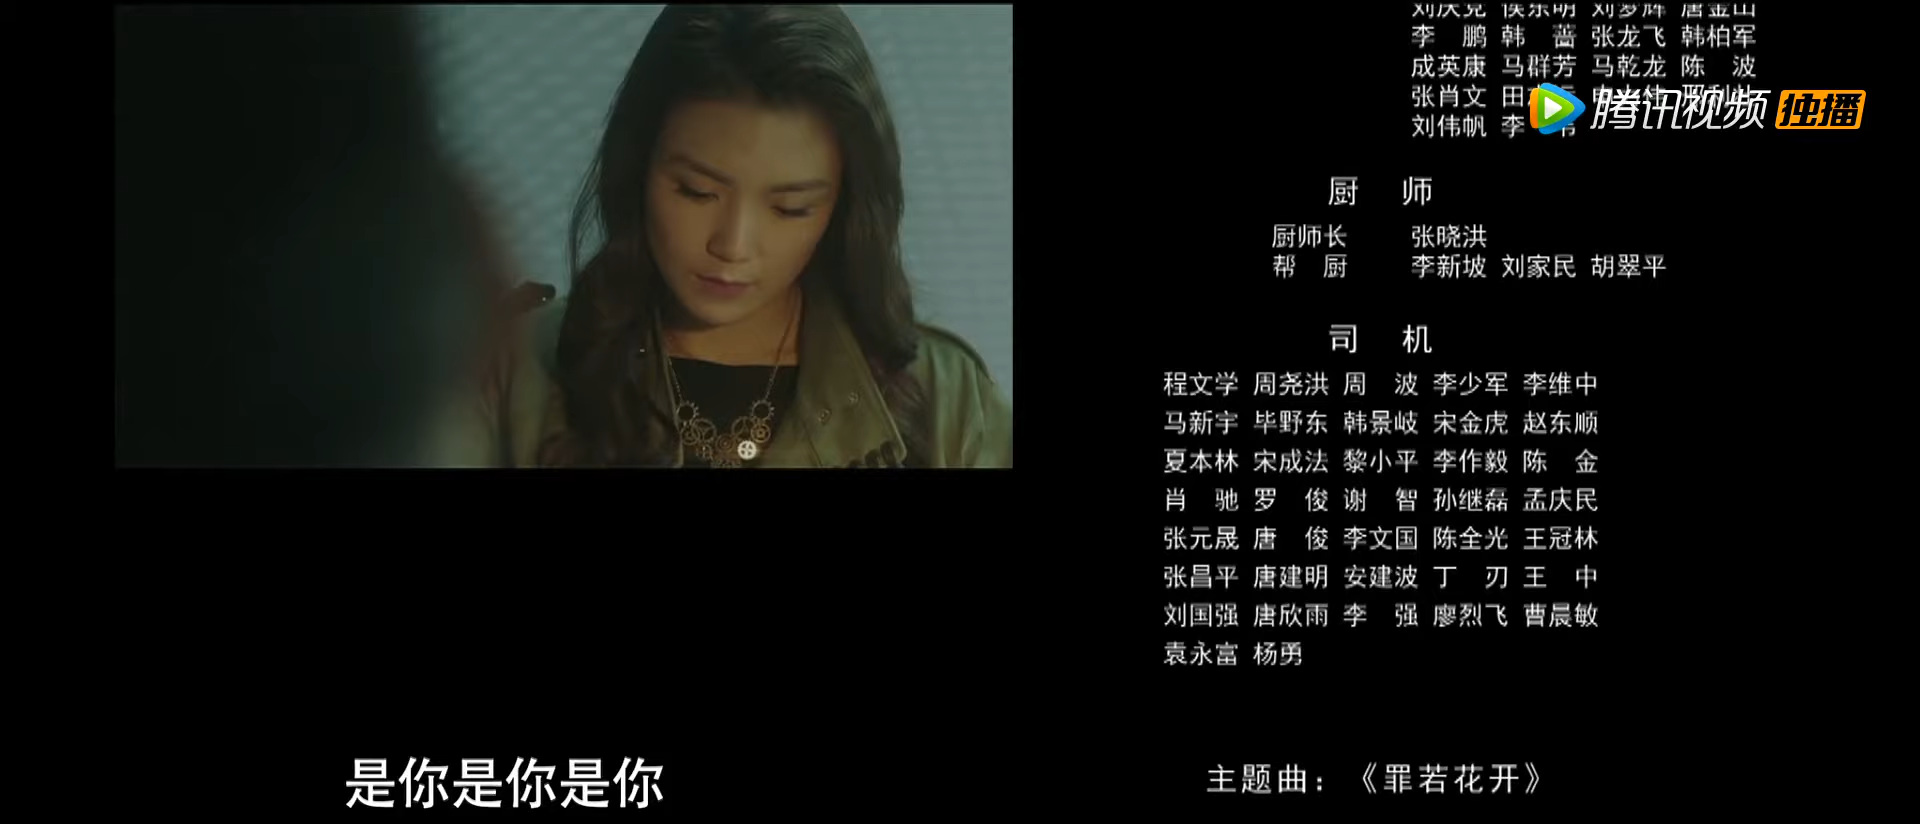 李　鹏 韩　蔷 张龙飞 韩柏军
成英康 马群芳 马乾龙 陈　波
张肖文
刘伟帆 李
腾讯视频 独播
厨　师
厨师长　张晓洪
帮　厨　李新坡 刘家民 胡翠平
司　机
程文学 周尧洪 周　波 李少军 李维中
马新宇 毕野东 韩景岐 宋金虎 赵东顺
夏本林 宋成法 黎小平 李作毅 陈　金
肖　驰 罗　俊 谢　智 孙继磊 孟庆民
张元晟 唐　俊 李文国 陈全光 王冠林
张昌平 唐建明 安建波 丁　刃 王　中
刘国强 唐欣雨 李　强 廖烈飞 曹晨敏
袁永富 杨勇
是你是你是你
主题曲：《罪若花开》